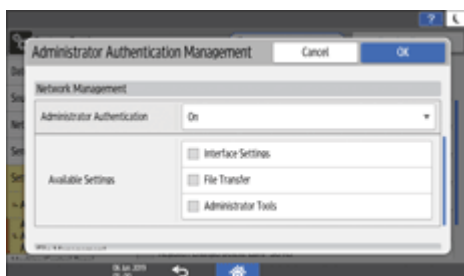 ?
Administrator Authentication Management
Cancel
OK
Network Management
Administrator Authentication
On
Available Settings
Interface Settings
File Transfer
Administrator Tools